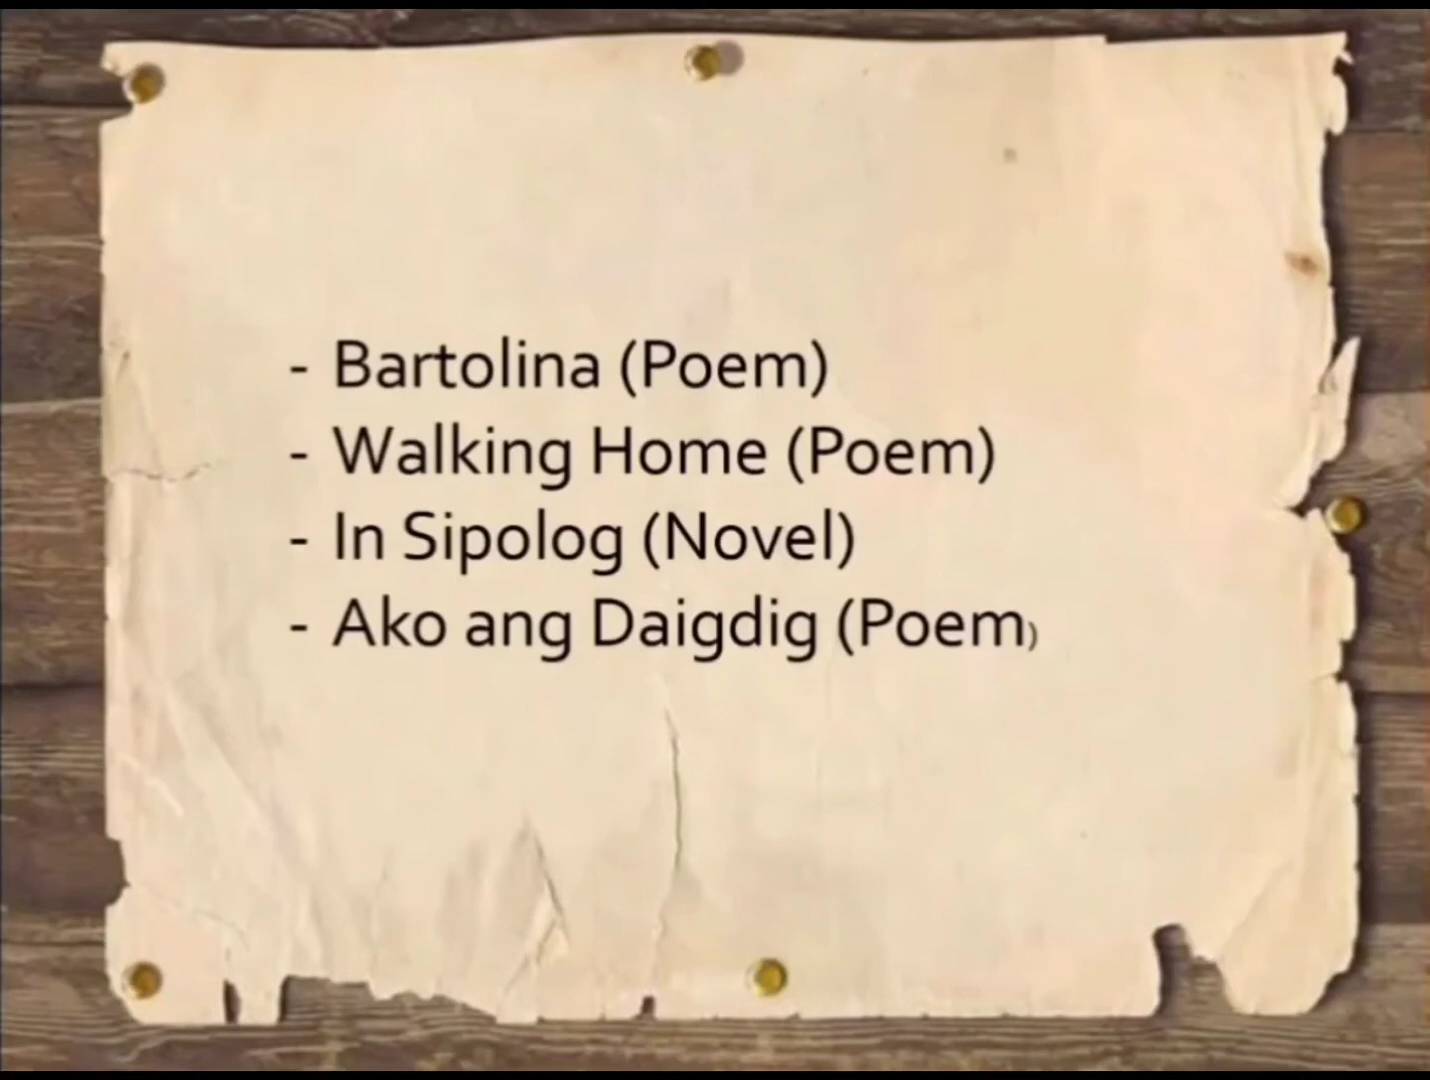 - Bartolina (Poem)
- Walking Home (Poem)
- In Sipolog (Novel)
- Ako ang Daigdig (Poem)